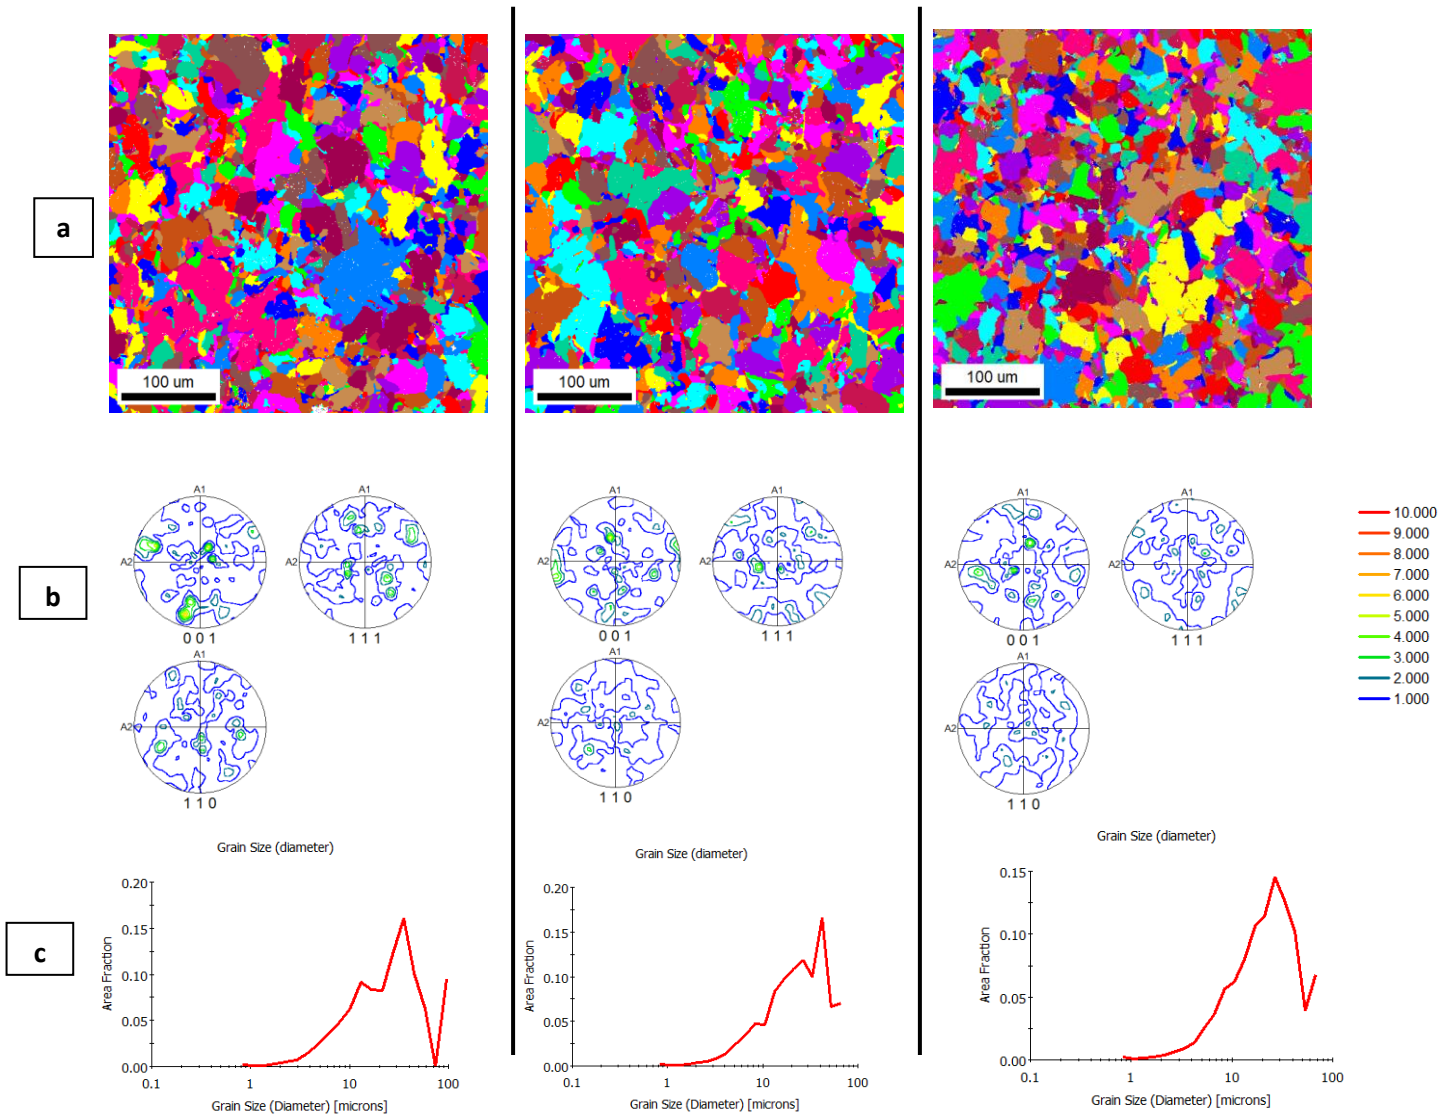 a
100 um
100 um
100 um
b
A1
A2
0 0 1
A1
1 1 1
A1
A2
1 1 0
A1
A2
0 0 1
A1
A2
1 1 1
A1
A2
1 1 0
A1
A2
0 0 1
A1
A2
1 1 1
A1
A2
1 1 0
10.000
9.000
8.000
7.000
6.000
5.000
4.000
3.000
2.000
1.000
c
Grain Size (diameter)
Area Fraction
0.20
0.15
0.10
0.05
0.00
0.1
1
10
100
Grain Size (Diameter) [microns]
Grain Size (diameter)
Area Fraction
0.20
0.15
0.10
0.05
0.00
0.1
1
10
100
Grain Size (Diameter) [microns]
Grain Size (diameter)
Area Fraction
0.15
0.10
0.05
0.00
0.1
1
10
100
Grain Size (Diameter) [microns]